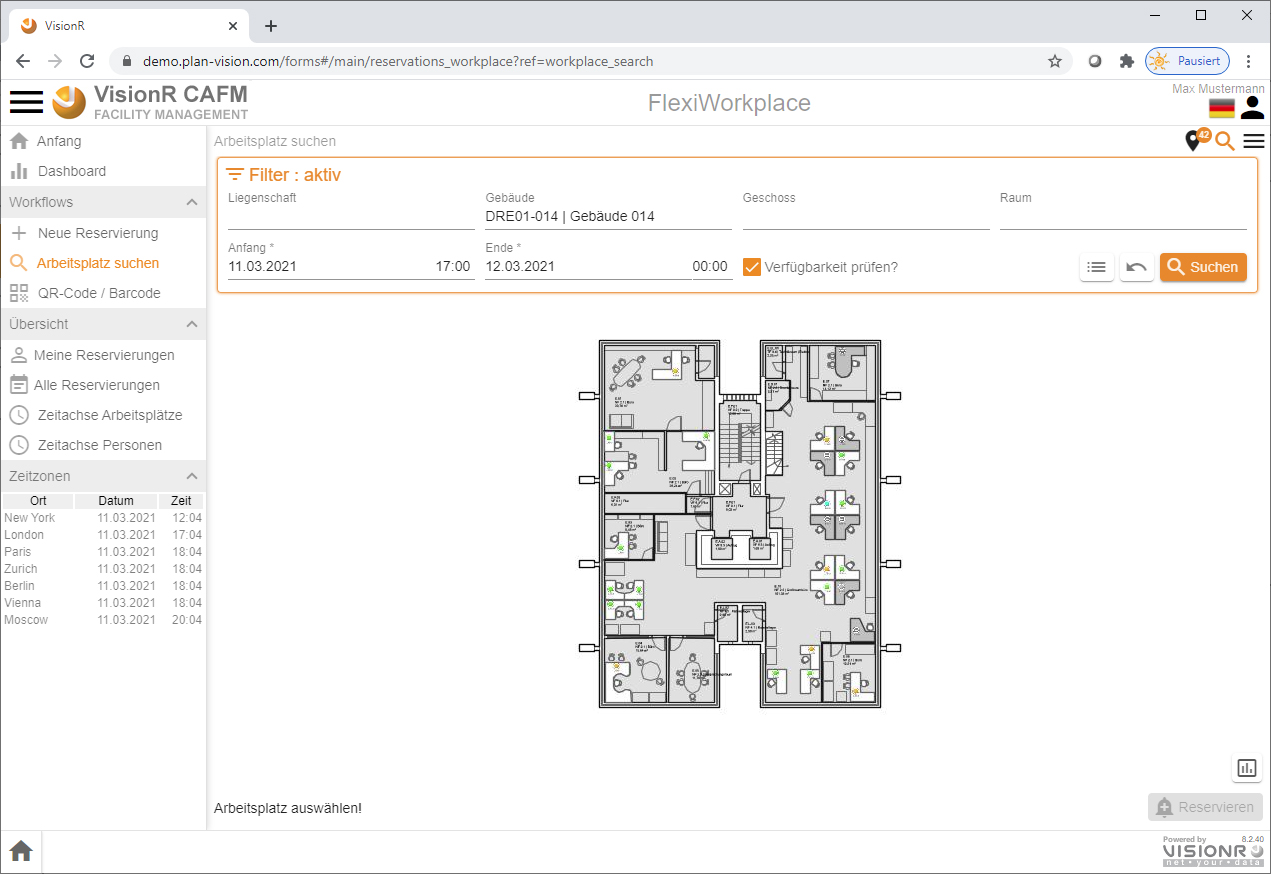 VisionR
demo.plan-vision.com/forms#/main/reservations_workplace?ref=workplace_search
Pausiert
VisionR CAFM
FACILITY MANAGEMENT
FlexiWorkplace
Max Mustermann
Anfang
Dashboard
Workflows
Neue Reservierung
Arbeitsplatz suchen
QR-Code / Barcode
Übersicht
Meine Reservierungen
Alle Reservierungen
Zeitachse Arbeitsplätze
Zeitachse Personen
Zeitzonen
Ort Datum Zeit
New York 11.03.2021 12:04
London 11.03.2021 17:04
Paris 11.03.2021 18:04
Zurich 11.03.2021 18:04
Berlin 11.03.2021 18:04
Vienna 11.03.2021 18:04
Moscow 11.03.2021 20:04
Arbeitsplatz suchen
42
Filter : aktiv
Liegenschaft Gebäude Geschoss Raum
DRE01-014 | Gebäude 014
Anfang * Ende *
11.03.2021 17:00 12.03.2021 00:00 Verfügbarkeit prüfen? Suchen
Arbeitsplatz auswählen!
Reservieren
Powered by 8.2.40
VISIONR
net • your • data